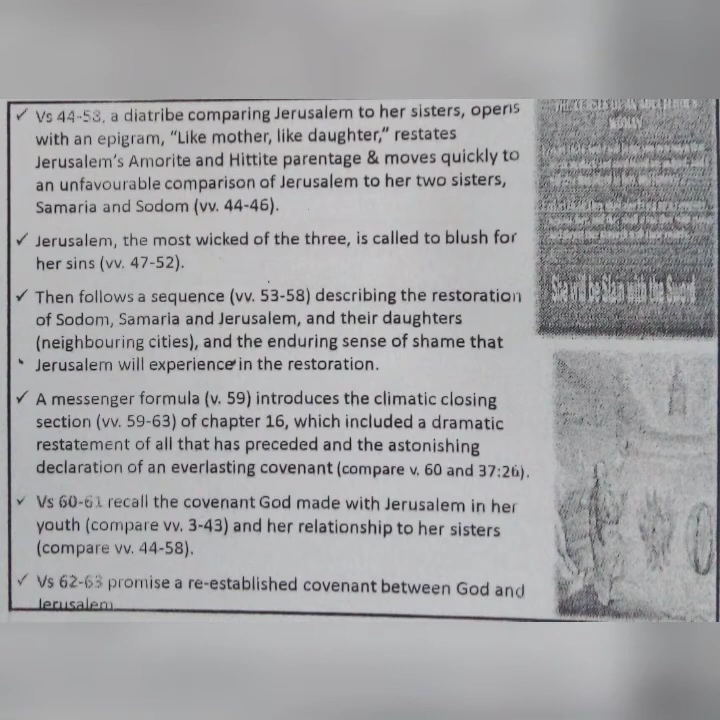 ✓ Vs 44-58, a diatribe comparing Jerusalem to her sisters, opens
with an epigram, “Like mother, like daughter,” restates
Jerusalem’s Amorite and Hittite parentage & moves quickly to
an unfavourable comparison of Jerusalem to her two sisters,
Samaria and Sodom (vv. 44-46).
✓ Jerusalem, the most wicked of the three, is called to blush for
her sins (vv. 47-52).
✓ Then follows a sequence (vv. 53-58) describing the restoration
of Sodom, Samaria and Jerusalem, and their daughters
(neighbouring cities), and the enduring sense of shame that
Jerusalem will experience in the restoration.
✓ A messenger formula (v. 59) introduces the climatic closing
section (vv. 59-63) of chapter 16, which included a dramatic
restatement of all that has preceded and the astonishing
declaration of an everlasting covenant (compare v. 60 and 37:26).
✓ Vs 60-61 recall the covenant God made with Jerusalem in her
youth (compare vv. 3-43) and her relationship to her sisters
(compare vv. 44-58).
✓ Vs 62-63 promise a re-established covenant between God and
Jerusalem
with the Sword